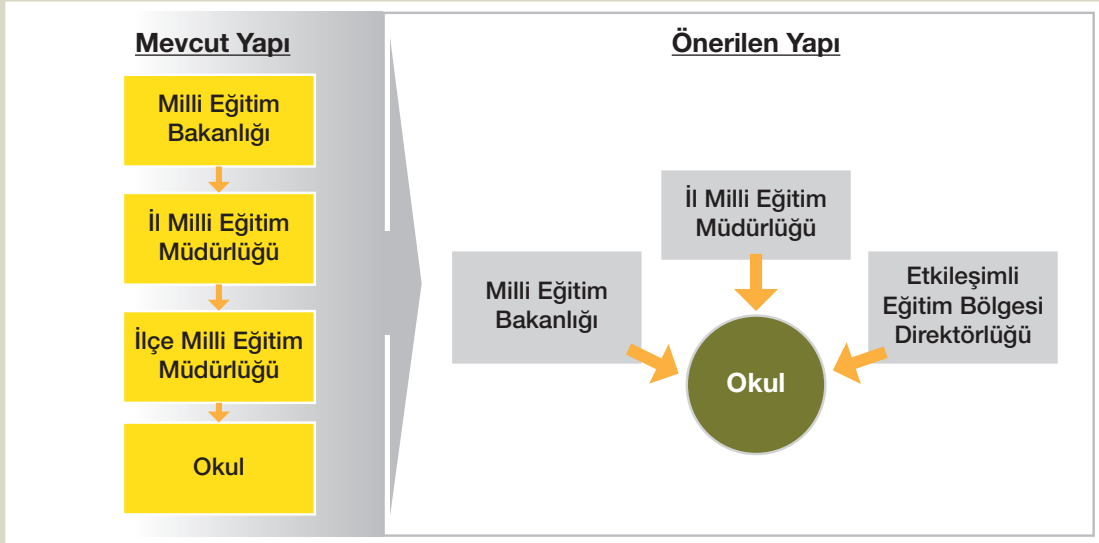 Mevcut Yapı
Milli Eğitim
Bakanlığı
İl Milli Eğitim
Müdürlüğü
İlçe Milli Eğitim
Müdürlüğü
Okul
Önerilen Yapı
Milli Eğitim
Bakanlığı
İl Milli Eğitim
Müdürlüğü
Etkileşimli
Eğitim Bölgesi
Direktörlüğü
Okul